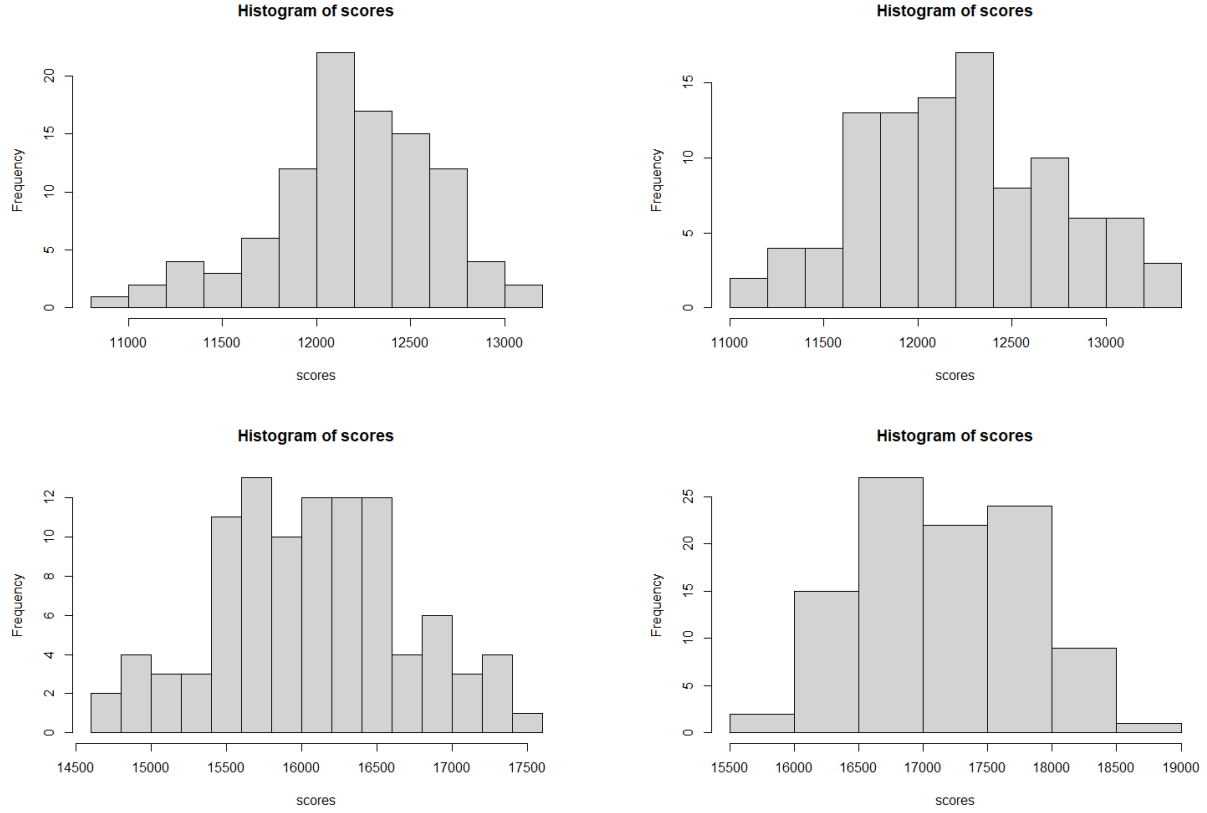 Histogram of scores
Frequency
0 5 10 15 20
11000 11500 12000 12500 13000
scores
Histogram of scores
Frequency
0 5 10 15
11000 11500 12000 12500 13000
scores
Histogram of scores
Frequency
0 2 4 6 8 10 12
14500 15000 15500 16000 16500 17000 17500
scores
Histogram of scores
Frequency
0 5 10 15 20 25
15500 16000 16500 17000 17500 18000 18500 19000
scores